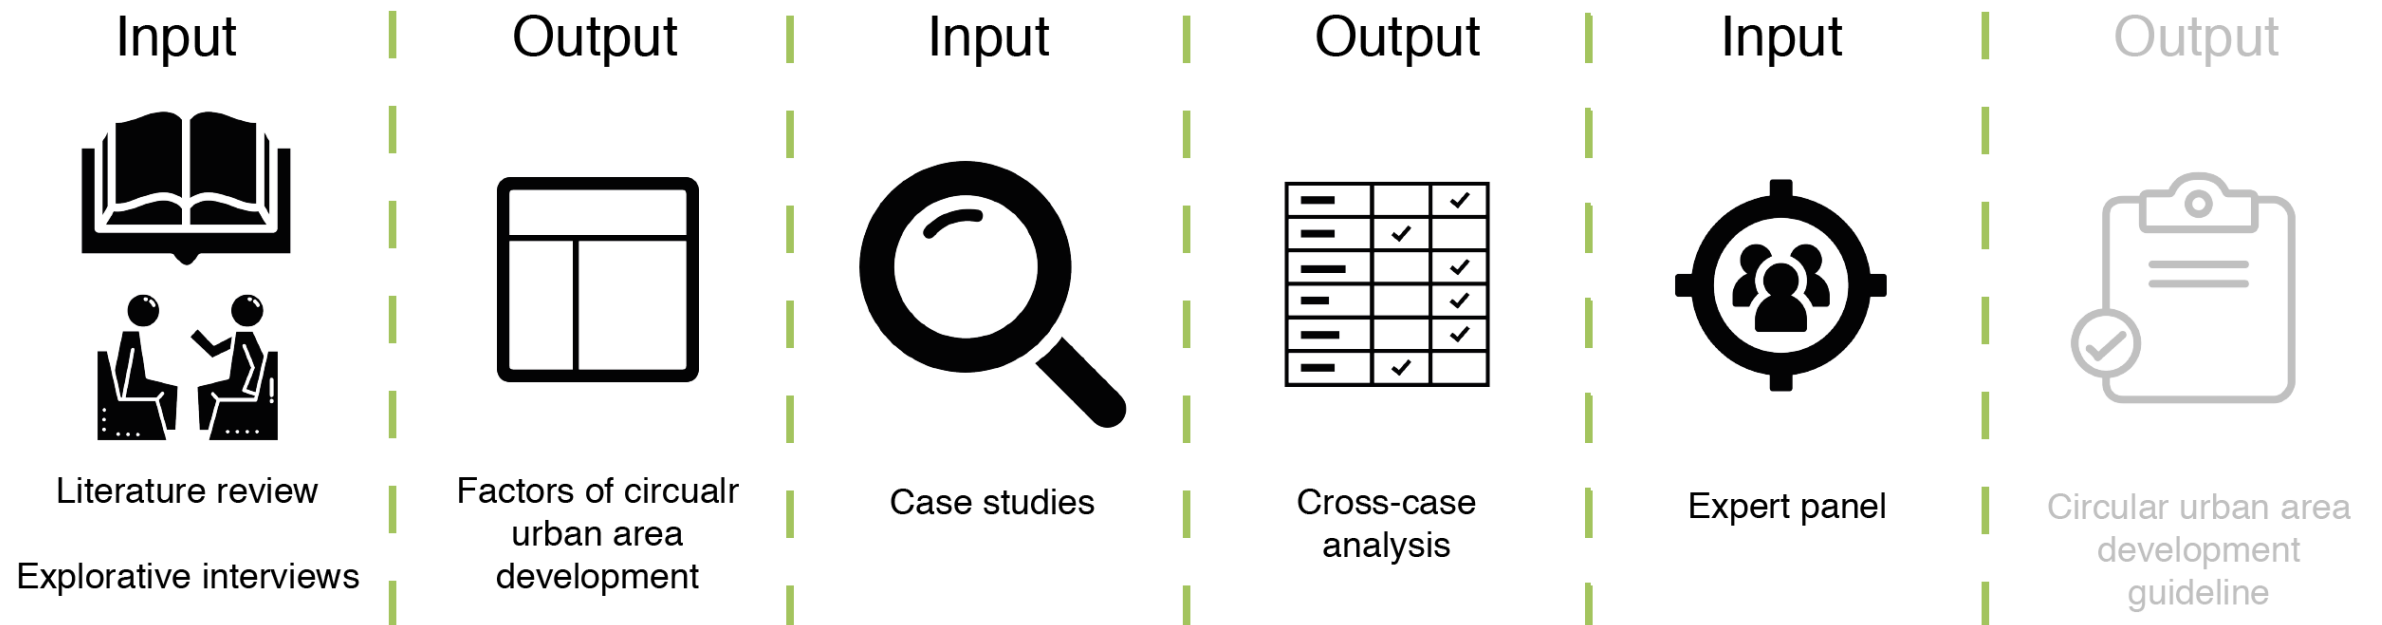 Input
Output
Input
Output
Input
Output
Literature review
Explorative interviews
Factors of circualr
urban area
development
Case studies
Cross-case
analysis
Expert panel
Circular urban area
development
guideline